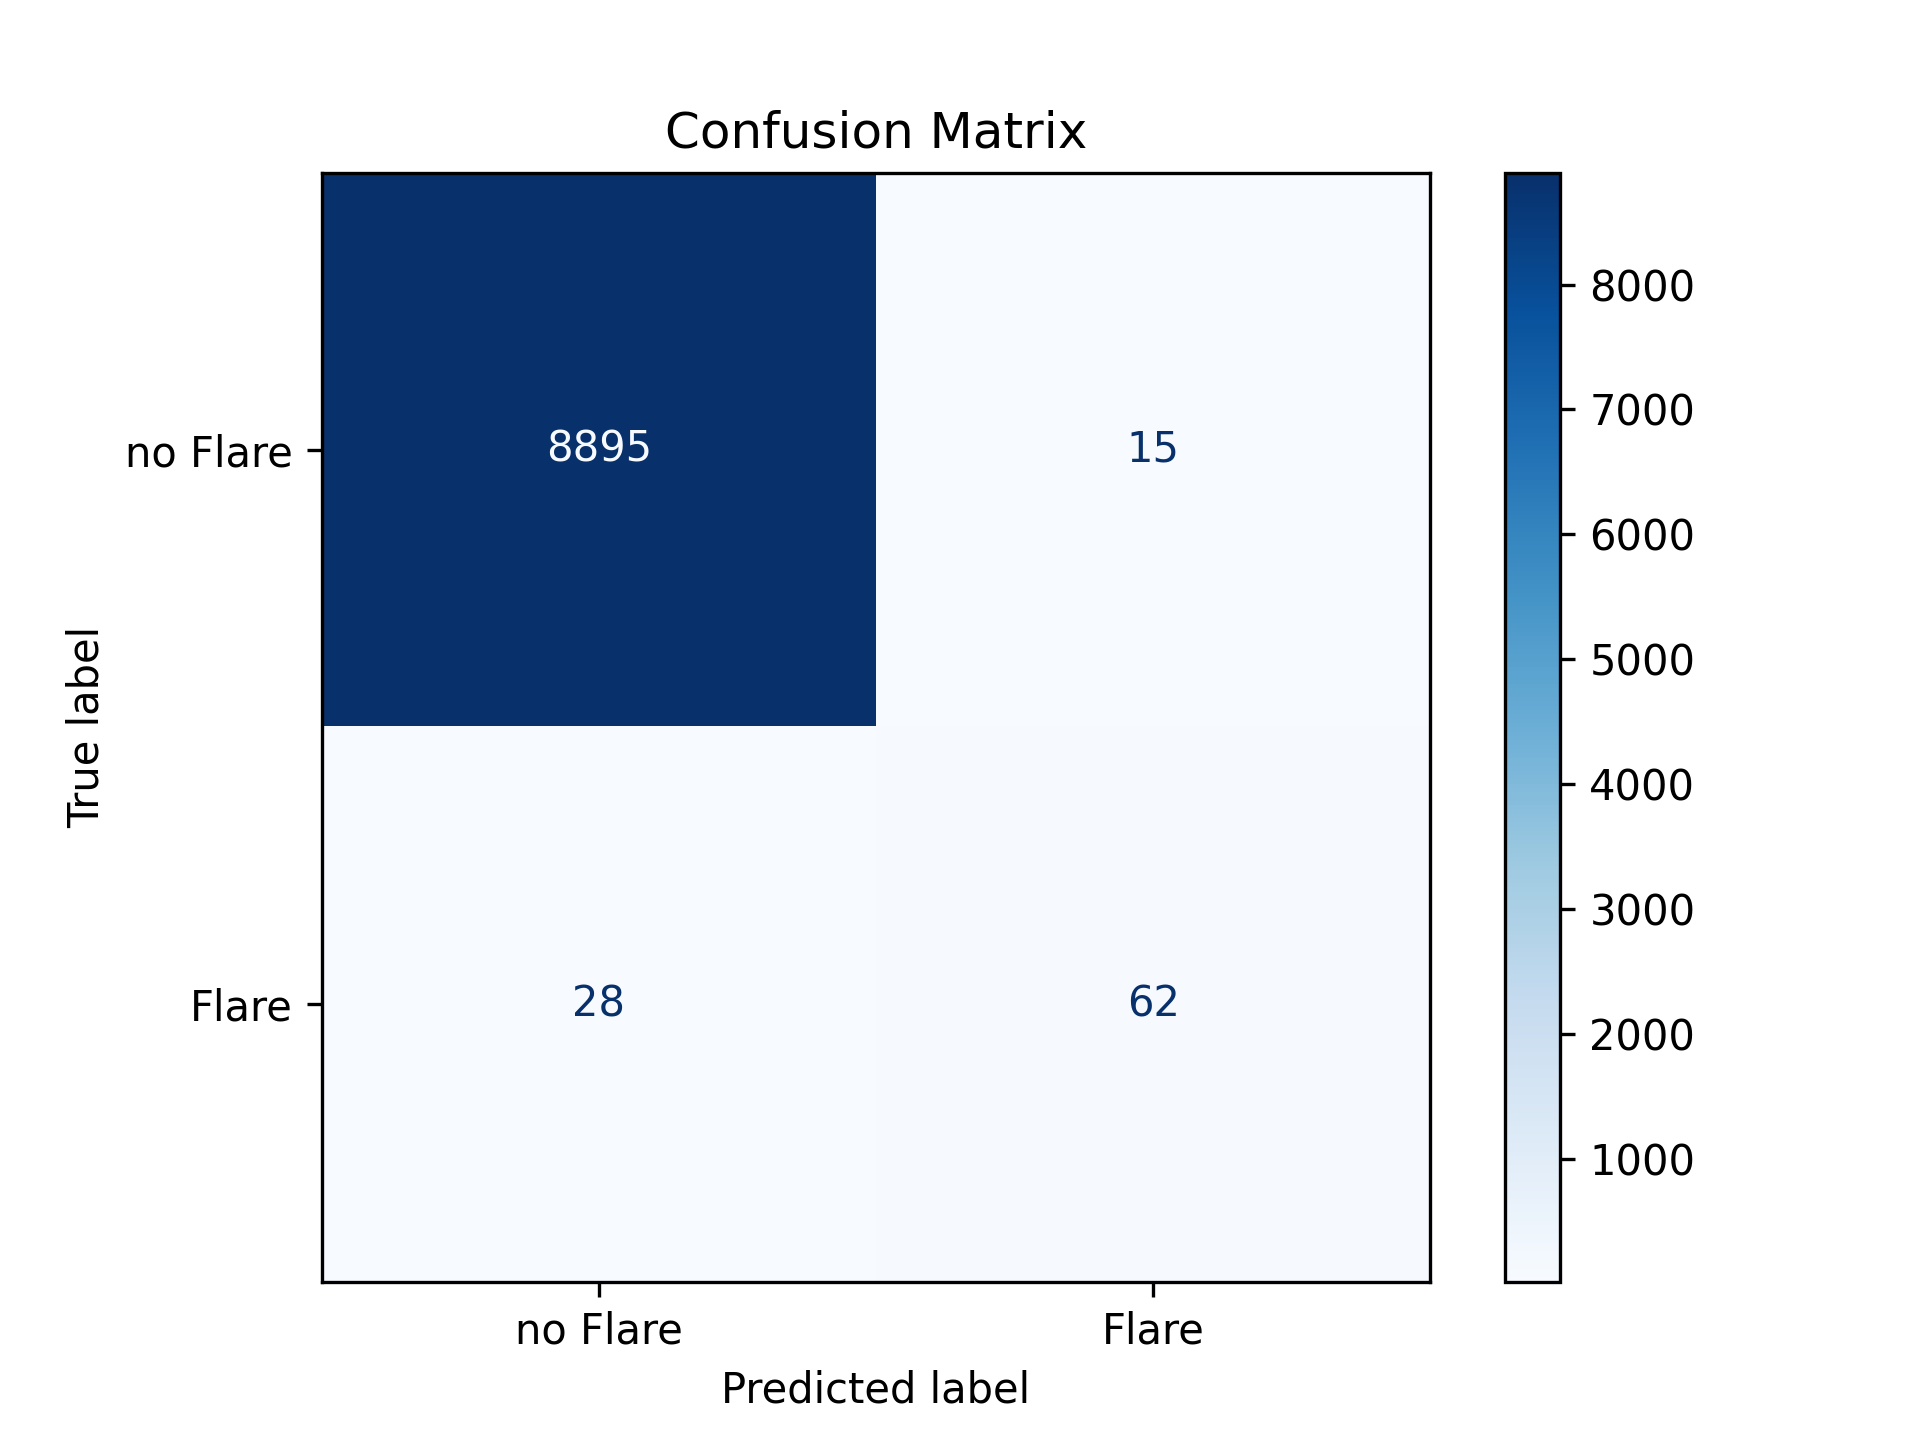 Confusion Matrix
True label
no Flare
Flare
8895
15
28
62
no Flare
Flare
Predicted label
8000
7000
6000
5000
4000
3000
2000
1000